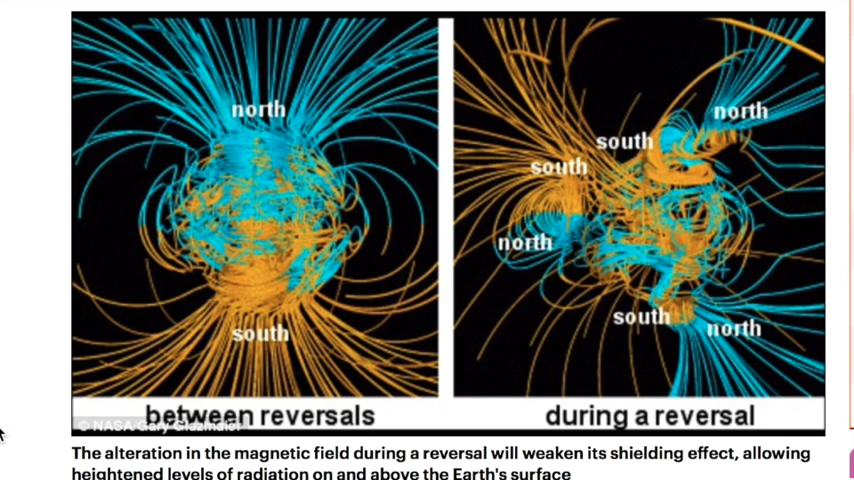 north
south
between reversals
© NASA/Gary Glazmaier
north
south
south
north
south
north
during a reversal
The alteration in the magnetic field during a reversal will weaken its shielding effect, allowing
heightened levels of radiation on and above the Earth's surface